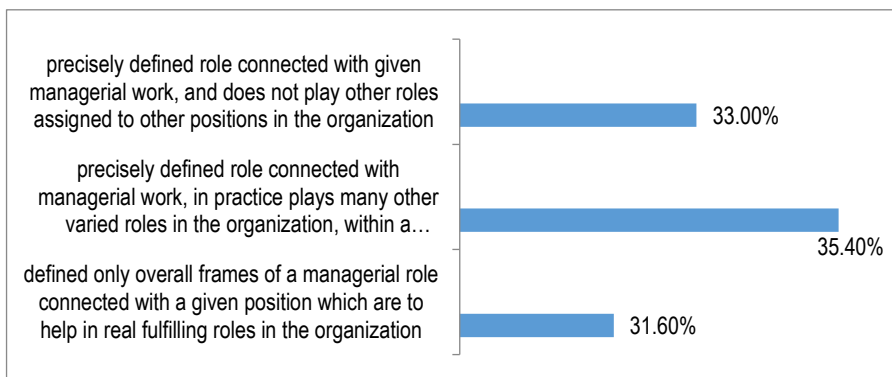 precisely defined role connected with given
managerial work, and does not play other roles
assigned to other positions in the organization
33.00%
precisely defined role connected with
managerial work, in practice plays many other
varied roles in the organization, within a…
35.40%
defined only overall frames of a managerial role
connected with a given position which are to
help in real fulfilling roles in the organization
31.60%